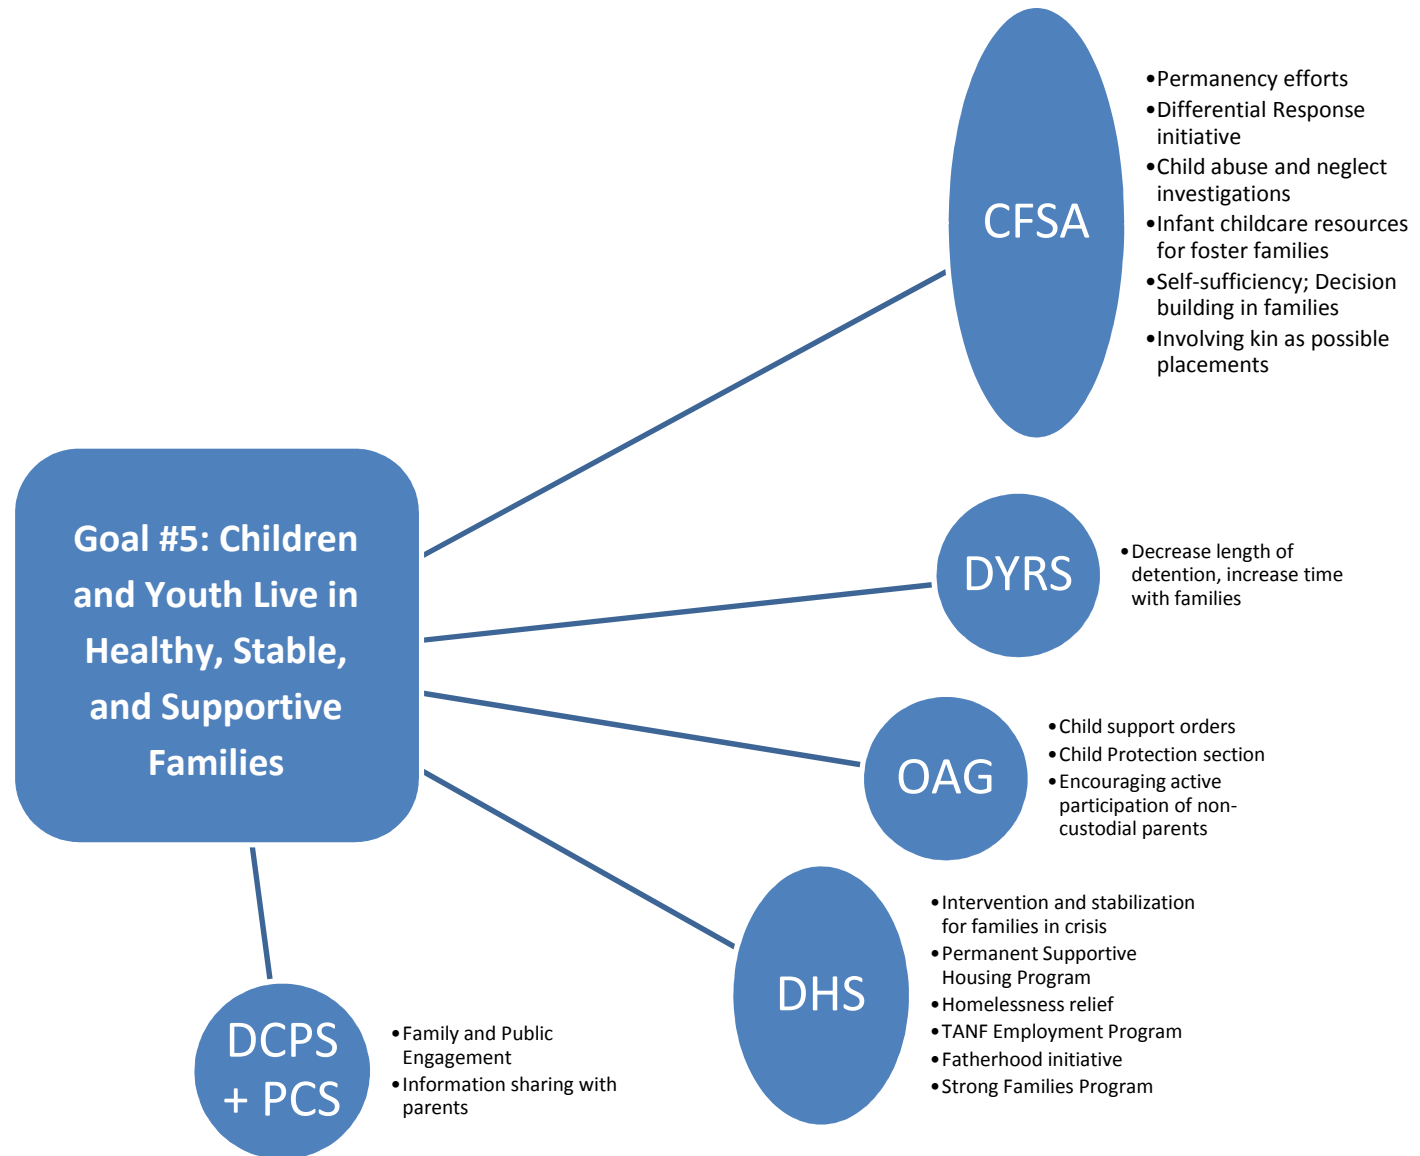 Goal #5: Children
and Youth Live in
Healthy, Stable,
and Supportive
Families
CFSA
•Permanency efforts
•Differential Response
initiative
•Child abuse and neglect
investigations
•Infant childcare resources
for foster families
•Self-sufficiency; Decision
building in families
•Involving kin as possible
placements
DYRS
•Decrease length of
detention, increase time
with families
OAG
•Child support orders
•Child Protection section
•Encouraging active
participation of non-
custodial parents
DHS
•Intervention and stabilization
for families in crisis
•Permanent Supportive
Housing Program
•Homelessness relief
•TANF Employment Program
•Fatherhood initiative
•Strong Families Program
DCPS
+ PCS
•Family and Public
Engagement
•Information sharing with
parents